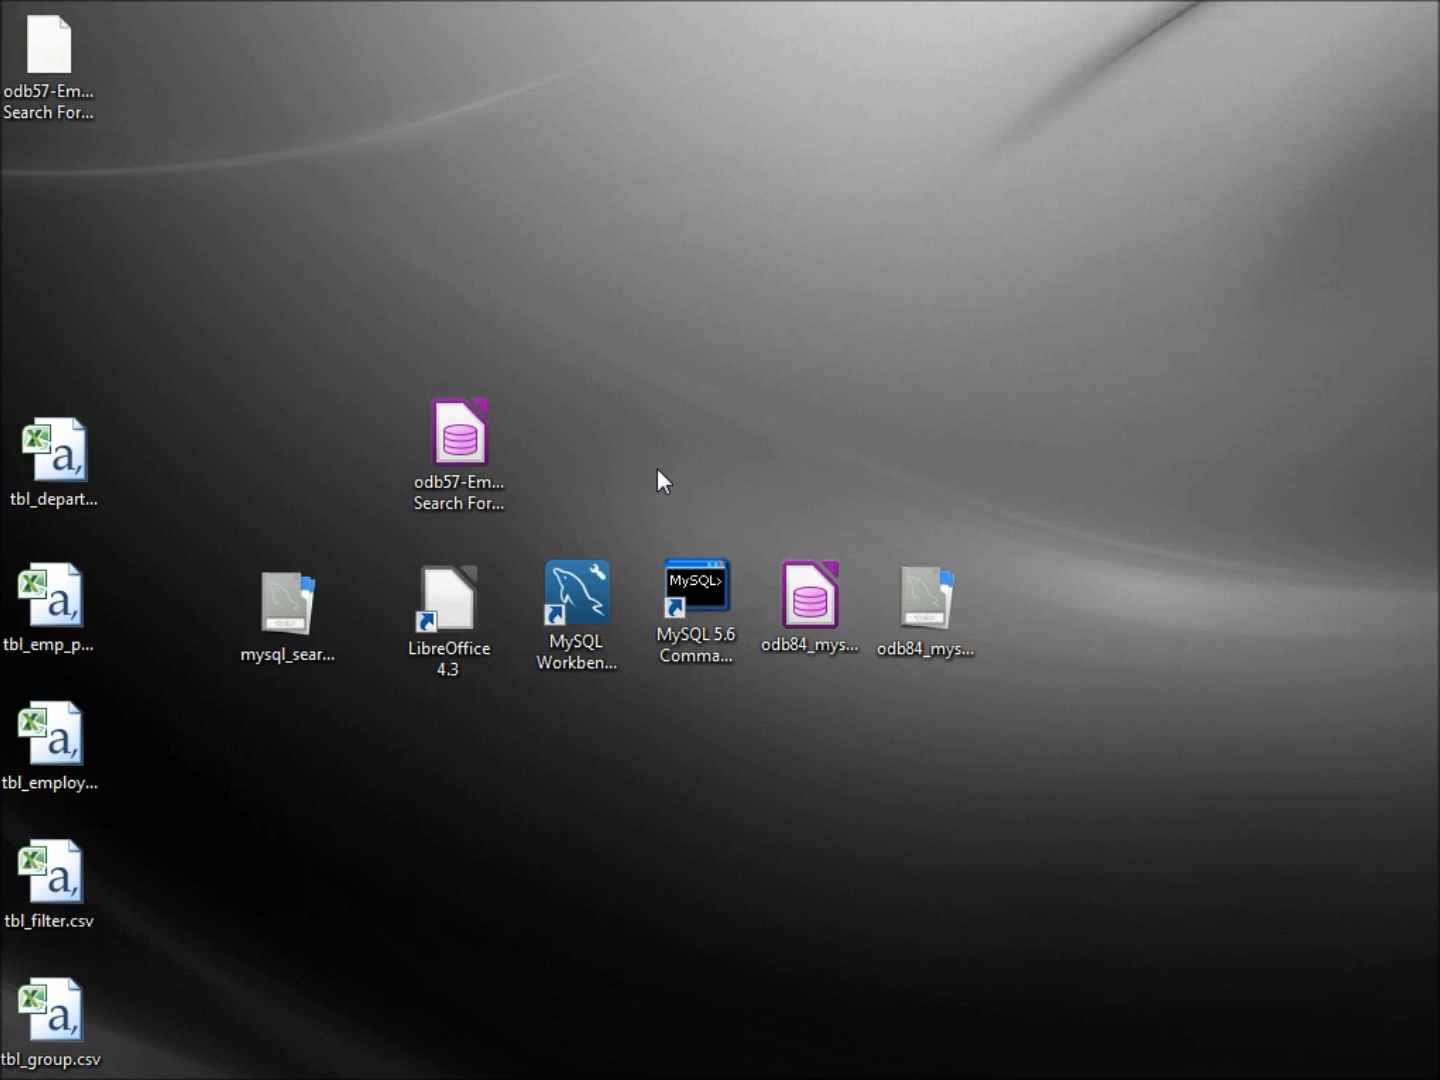 odb57-Em...
Search For...
odb57-Em...
Search For...
tbl_depart...
tbl_emp_p...
mysql_sear...
LibreOffice
4.3
MySQL
Workben...
MySQL>
MySQL 5.6
Comma...
odb84_mys...
odb84_mys...
tbl_employ...
tbl_filter.csv
tbl_group.csv